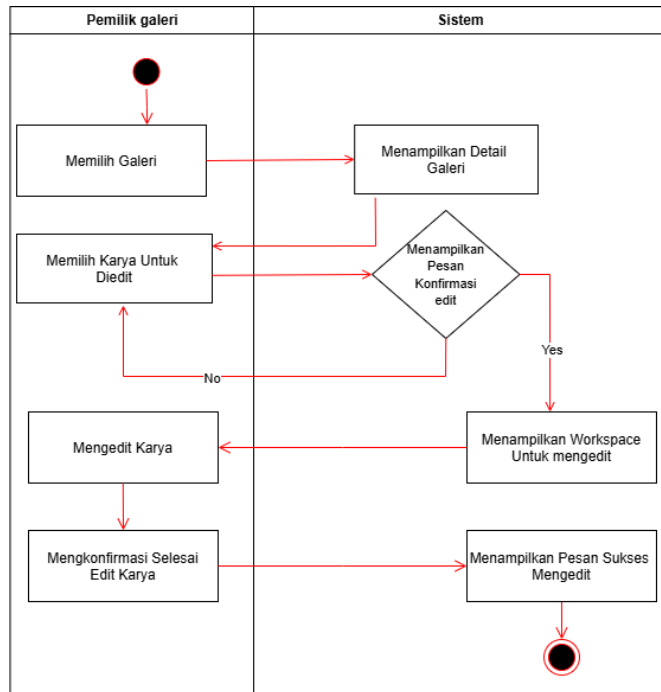 Pemilik galeri
Sistem
Memilih Galeri
Menampilkan Detail
Galeri
Memilih Karya Untuk
Diedit
Menampilkan
Pesan
Konfirmasi
edit
No
Yes
Mengedit Karya
Menampilkan Workspace
Untuk mengedit
Mengkonfirmasi Selesai
Edit Karya
Menampilkan Pesan Sukses
Mengedit